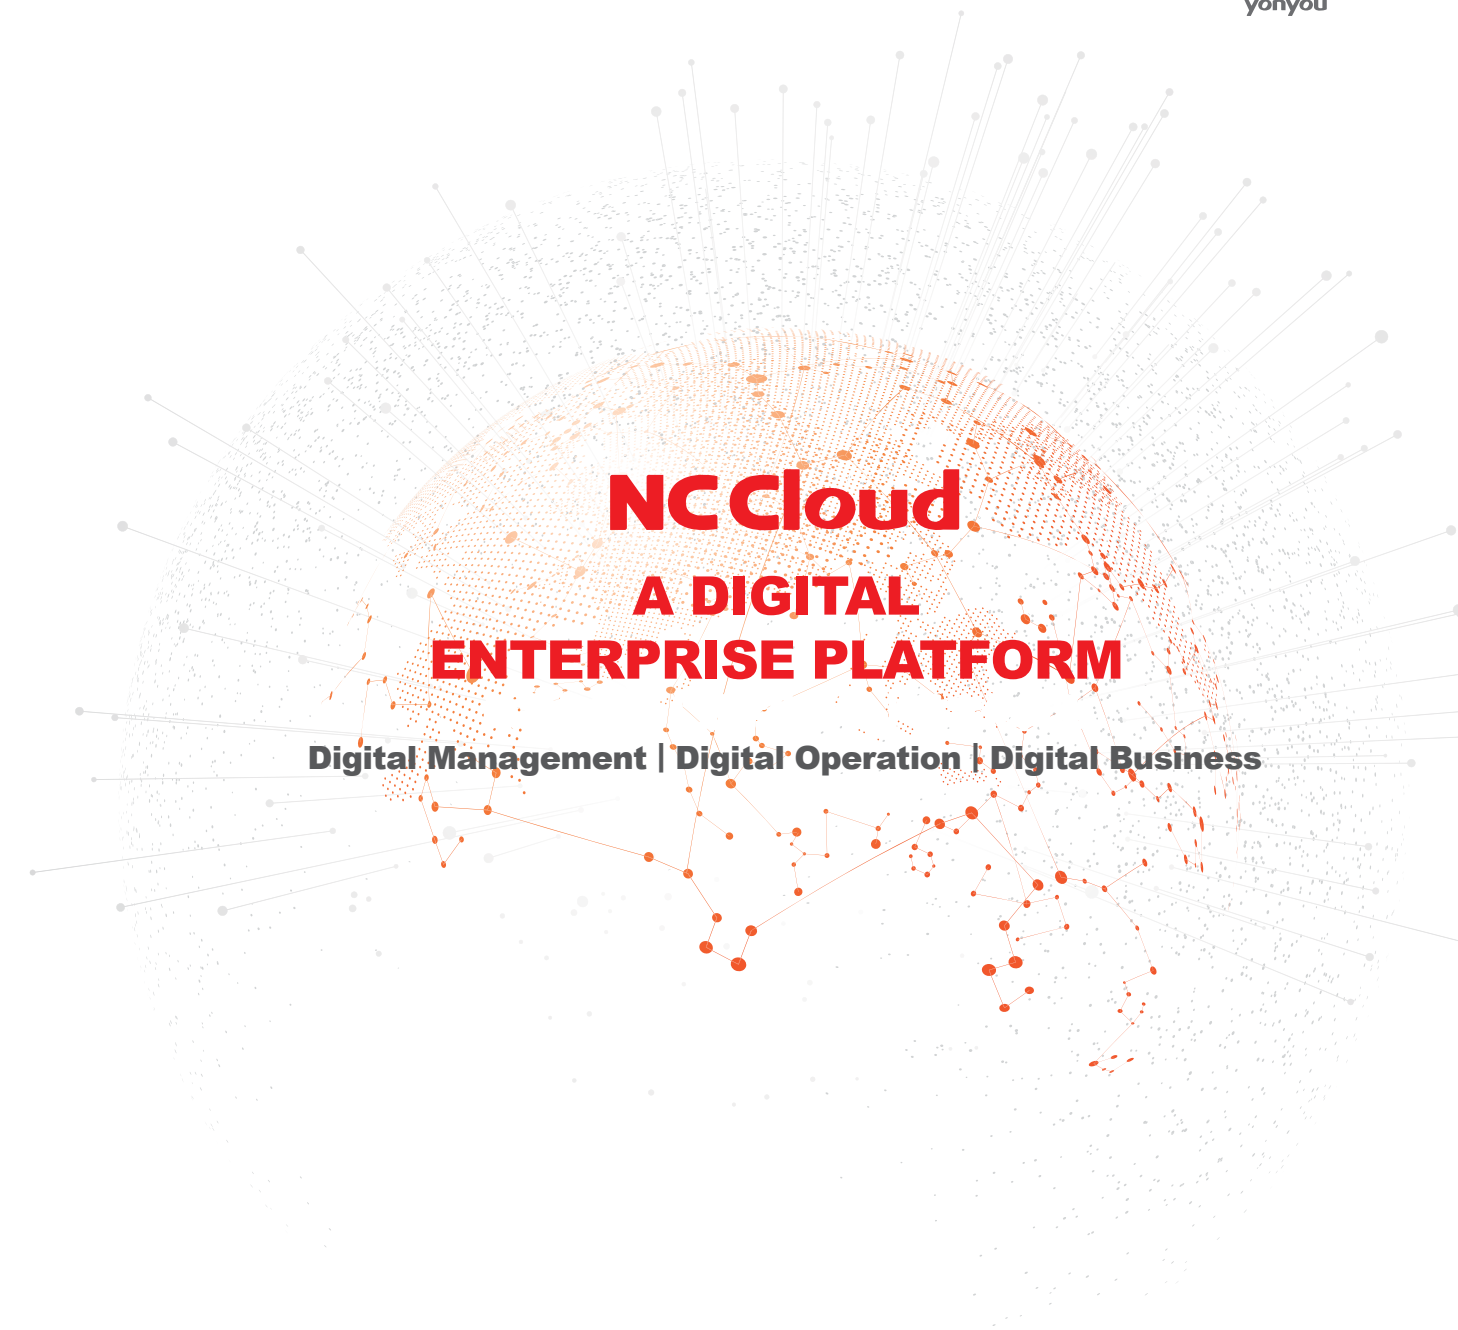 yonyou
NC Cloud
A DIGITAL
ENTERPRISE PLATFORM
Digital Management | Digital Operation | Digital Business